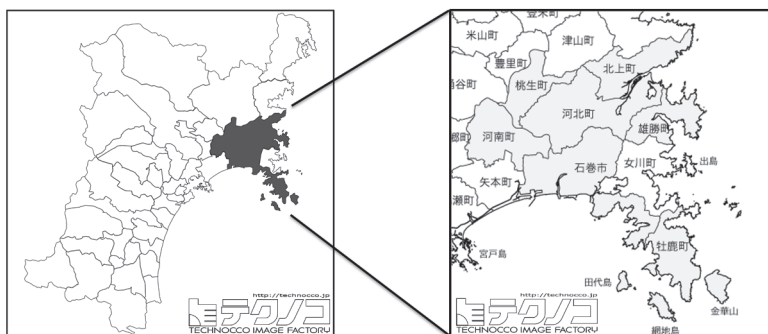 http://technocco.jp
テクノコ
TECHNOCCO IMAGE FACTORY
米山町
津山町
豊里町
北上町
桃生町
河北町
雄勝町
河南町
石巻市
女川町
出島
矢本町
宮戸島
牡鹿町
田代島
金華山
網地島
http://technocco.jp
テクノコ
TECHNOCCO IMAGE FACTORY